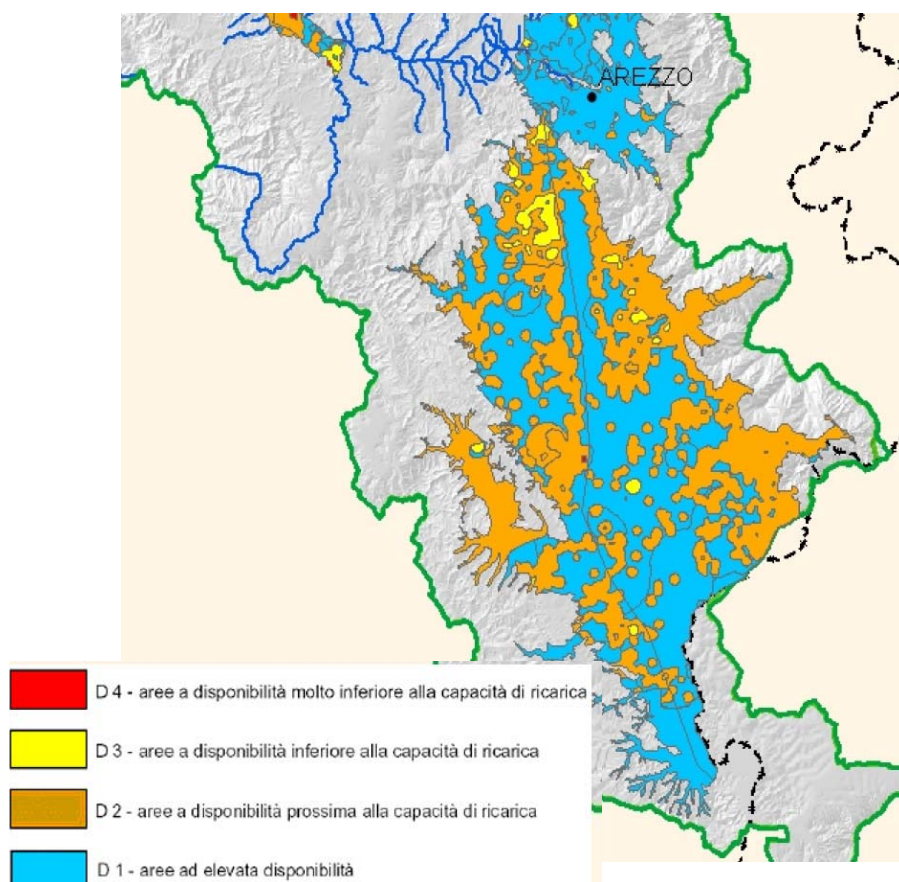 AREZZO
D 4 - aree a disponibilità molto inferiore alla capacità di ricarica
D 3 - aree a disponibilità inferiore alla capacità di ricarica
D 2 - aree a disponibilità prossima alla capacità di ricarica
D 1 - aree ad elevata disponibilità